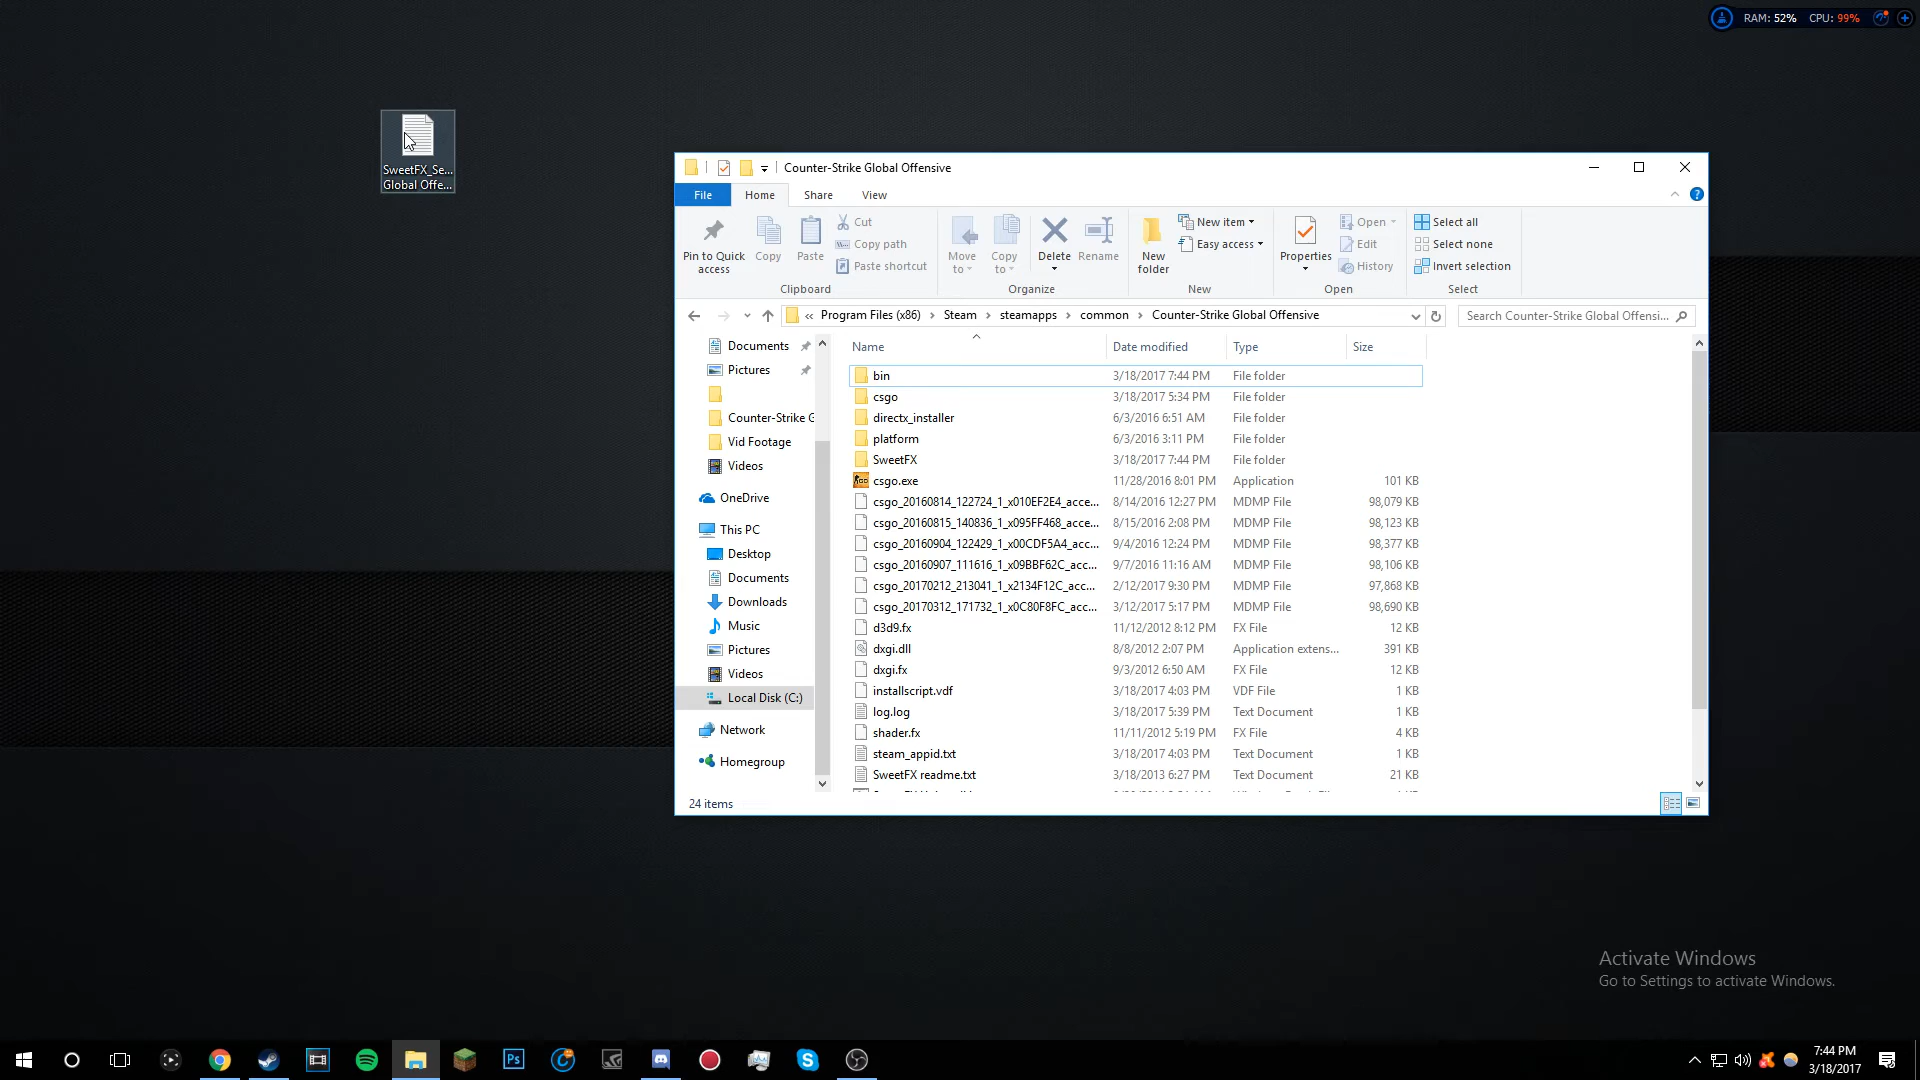 RAM: 52% CPU: 99%
SweetFX_Se...
Global Offe...
Counter-Strike Global Offensive
File Home Share View
Pin to Quick
access
Copy
Paste
Cut
Copy path
Paste shortcut
Clipboard
Move
to
Copy
to
Delete
Rename
Organize
New
folder
New item
Easy access
New
Properties
Open
Edit
History
Open
Select all
Select none
Invert selection
Select
« Program Files (x86) > Steam > steamapps > common > Counter-Strike Global Offensive
Search Counter-Strike Global Offensi...
Documents
Pictures
Counter-Strike G
Vid Footage
Videos
OneDrive
This PC
Desktop
Documents
Downloads
Music
Pictures
Videos
Local Disk (C:)
Network
Homegroup
Name Date modified Type Size
bin 3/18/2017 7:44 PM File folder
csgo 3/18/2017 5:34 PM File folder
directx_installer 6/3/2016 6:51 AM File folder
platform 6/3/2016 3:11 PM File folder
SweetFX 3/18/2017 7:44 PM File folder
csgo.exe 11/28/2016 8:01 PM Application 101 KB
csgo_20160814_122724_1_x010EF2E4_acce... 8/14/2016 12:27 PM MDMP File 98,079 KB
csgo_20160815_140836_1_x095FF468_acce... 8/15/2016 2:08 PM MDMP File 98,123 KB
csgo_20160904_122429_1_x00CDF5A4_acc... 9/4/2016 12:24 PM MDMP File 98,377 KB
csgo_20160907_111616_1_x09BBF62C_acc... 9/7/2016 11:16 AM MDMP File 98,106 KB
csgo_20170212_213041_1_x2134F12C_acc... 2/12/2017 9:30 PM MDMP File 97,868 KB
csgo_20170312_171732_1_x0C80F8FC_acc... 3/12/2017 5:17 PM MDMP File 98,690 KB
d3d9.fx 11/12/2012 8:12 PM FX File 12 KB
dxgi.dll 8/8/2012 2:07 PM Application extens... 391 KB
dxgi.fx 9/3/2012 6:50 AM FX File 12 KB
installscript.vdf 3/18/2017 4:03 PM VDF File 1 KB
log.log 3/18/2017 5:39 PM Text Document 1 KB
shader.fx 11/11/2012 5:19 PM FX File 4 KB
steam_appid.txt 3/18/2017 4:03 PM Text Document 1 KB
SweetFX readme.txt 3/18/2013 6:27 PM Text Document 21 KB
24 items
Activate Windows
Go to Settings to activate Windows.
Ps
7:44 PM
3/18/2017